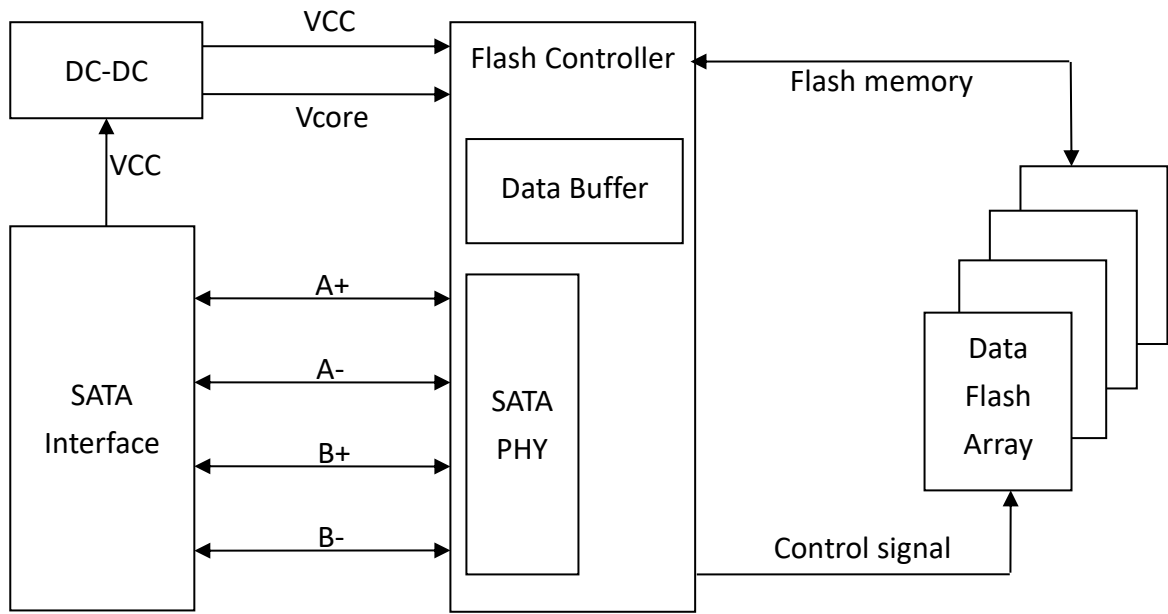 VCC
DC-DC
Flash Controller
Flash memory
Vcore
VCC
Data Buffer
A+
A-
SATA
Interface
SATA
PHY
B+
B-
Data
Flash
Array
Control signal